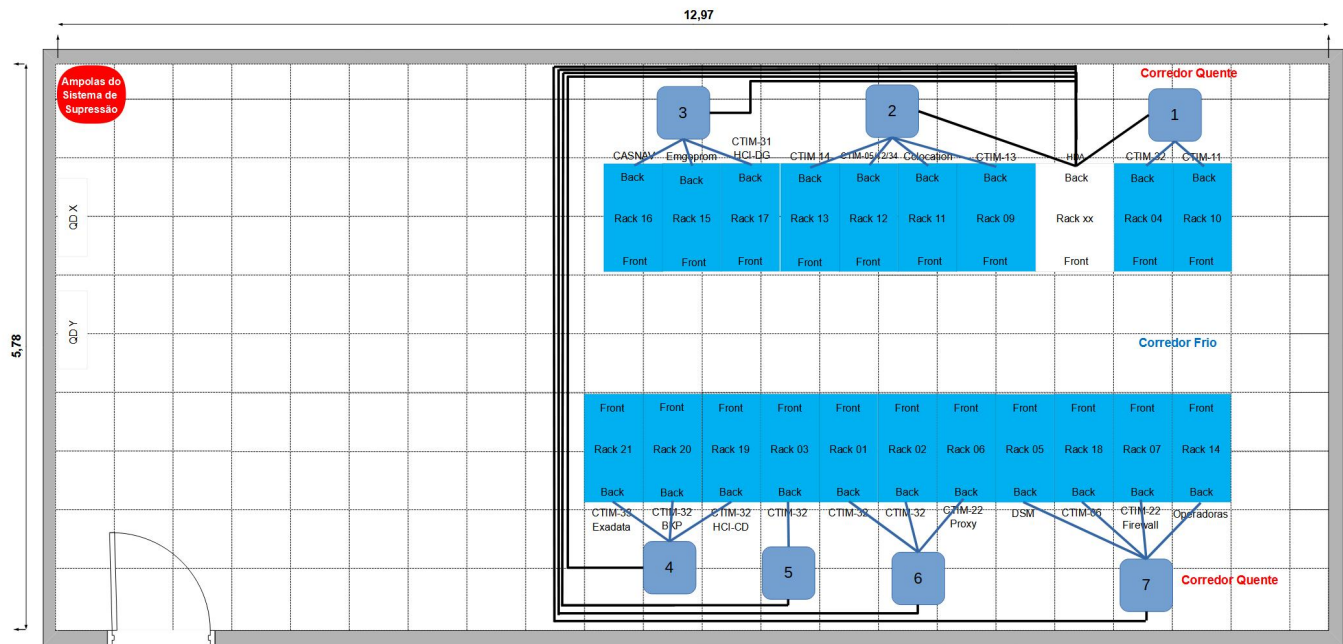 12,97
5,78
Ampolas do
Sistema de
Supressão
Corredor Quente
3
2
1
CASNAV
Emgeprom
CTIM-31
HCI-DG
CTIM-14
CTIM-05/12/34
Colocation
CTIM-13
HDA
CTIM-32
CTIM-11
Back
Back
Back
Back
Back
Back
Back
Back
Back
Back
Rack 16
Rack 15
Rack 17
Rack 13
Rack 12
Rack 11
Rack 09
Rack xx
Rack 04
Rack 10
Front
Front
Front
Front
Front
Front
Front
Front
Front
Front
QD X
QD Y
Corredor Frio
Front
Front
Front
Front
Front
Front
Front
Front
Front
Front
Front
Rack 21
Rack 20
Rack 19
Rack 03
Rack 01
Rack 02
Rack 06
Rack 05
Rack 18
Rack 07
Rack 14
Back
Back
Back
Back
Back
Back
Back
Back
Back
Back
Back
CTIM-33
Exadata
CTIM-32
BKP
CTIM-32
HCI-CD
CTIM-32
CTIM-32
CTIM-32
CTIM-22
Proxy
DSM
CTIM-06
CTIM-22
Firewall
Operadoras
4
5
6
7
Corredor Quente